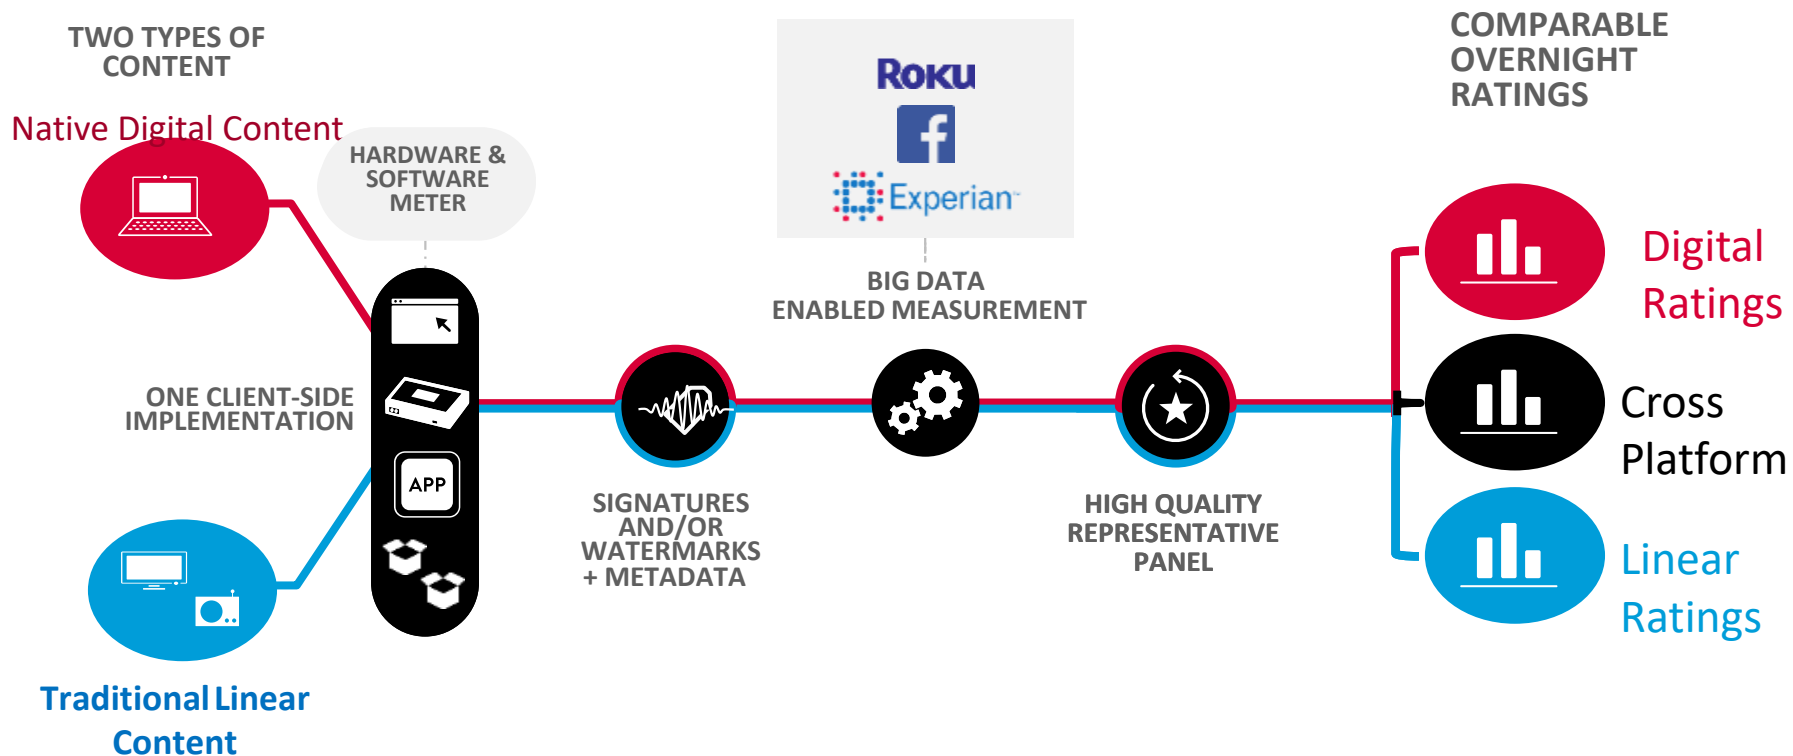 TWO TYPES OF
CONTENT
Native Digital Content
HARDWARE &
SOFTWARE
METER
ONE CLIENT-SIDE
IMPLEMENTATION
APP
Traditional Linear
Content
SIGNATURES
AND/OR
WATERMARKS
+ METADATA
ROKU
f
Experian™
BIG DATA
ENABLED MEASUREMENT
HIGH QUALITY
REPRESENTATIVE
PANEL
COMPARABLE
OVERNIGHT
RATINGS
Digital
Ratings
Cross
Platform
Linear
Ratings